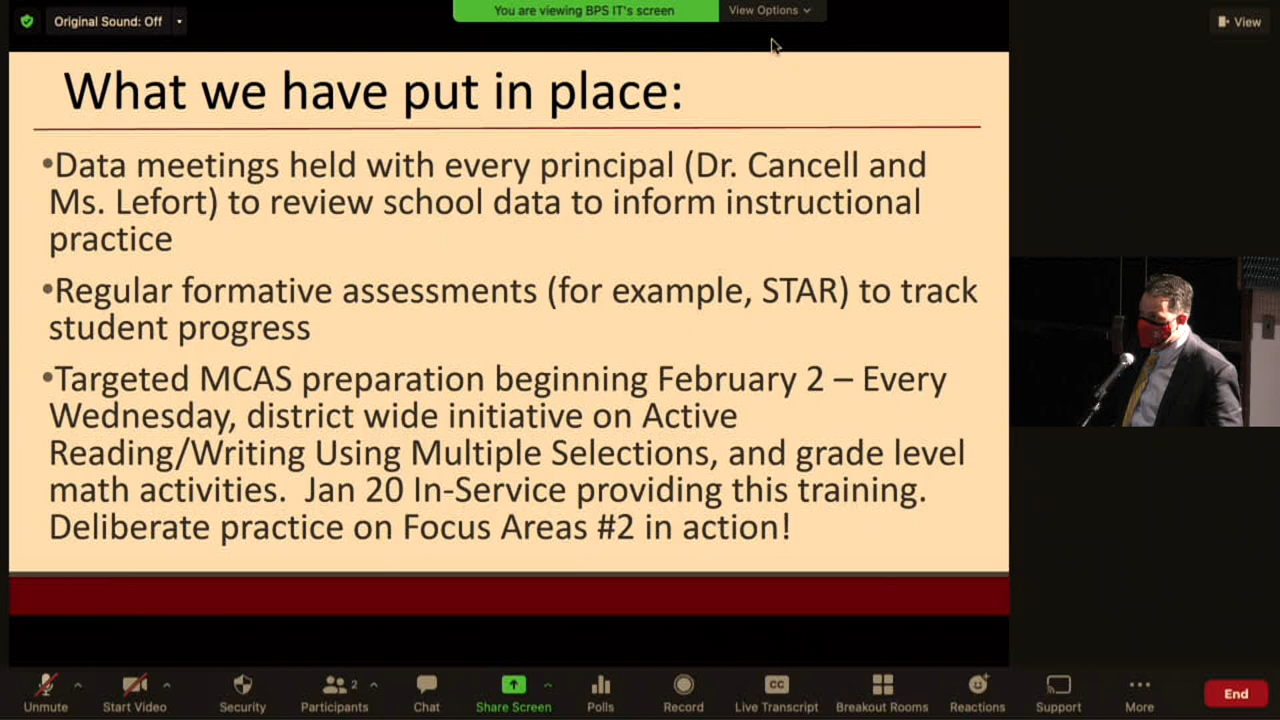 Original Sound: Off
You are viewing BPS IT's screen
View Options
View
What we have put in place:
•Data meetings held with every principal (Dr. Cancell and
Ms. Lefort) to review school data to inform instructional
practice
•Regular formative assessments (for example, STAR) to track
student progress
•Targeted MCAS preparation beginning February 2 – Every
Wednesday, district wide initiative on Active
Reading/Writing Using Multiple Selections, and grade level
math activities.  Jan 20 In-Service providing this training.
Deliberate practice on Focus Areas #2 in action!
2
CC
Unmute
Start Video
Security
Participants
Chat
Share Screen
Polls
Record
Live Transcript
Breakout Rooms
Reactions
Support
More
End